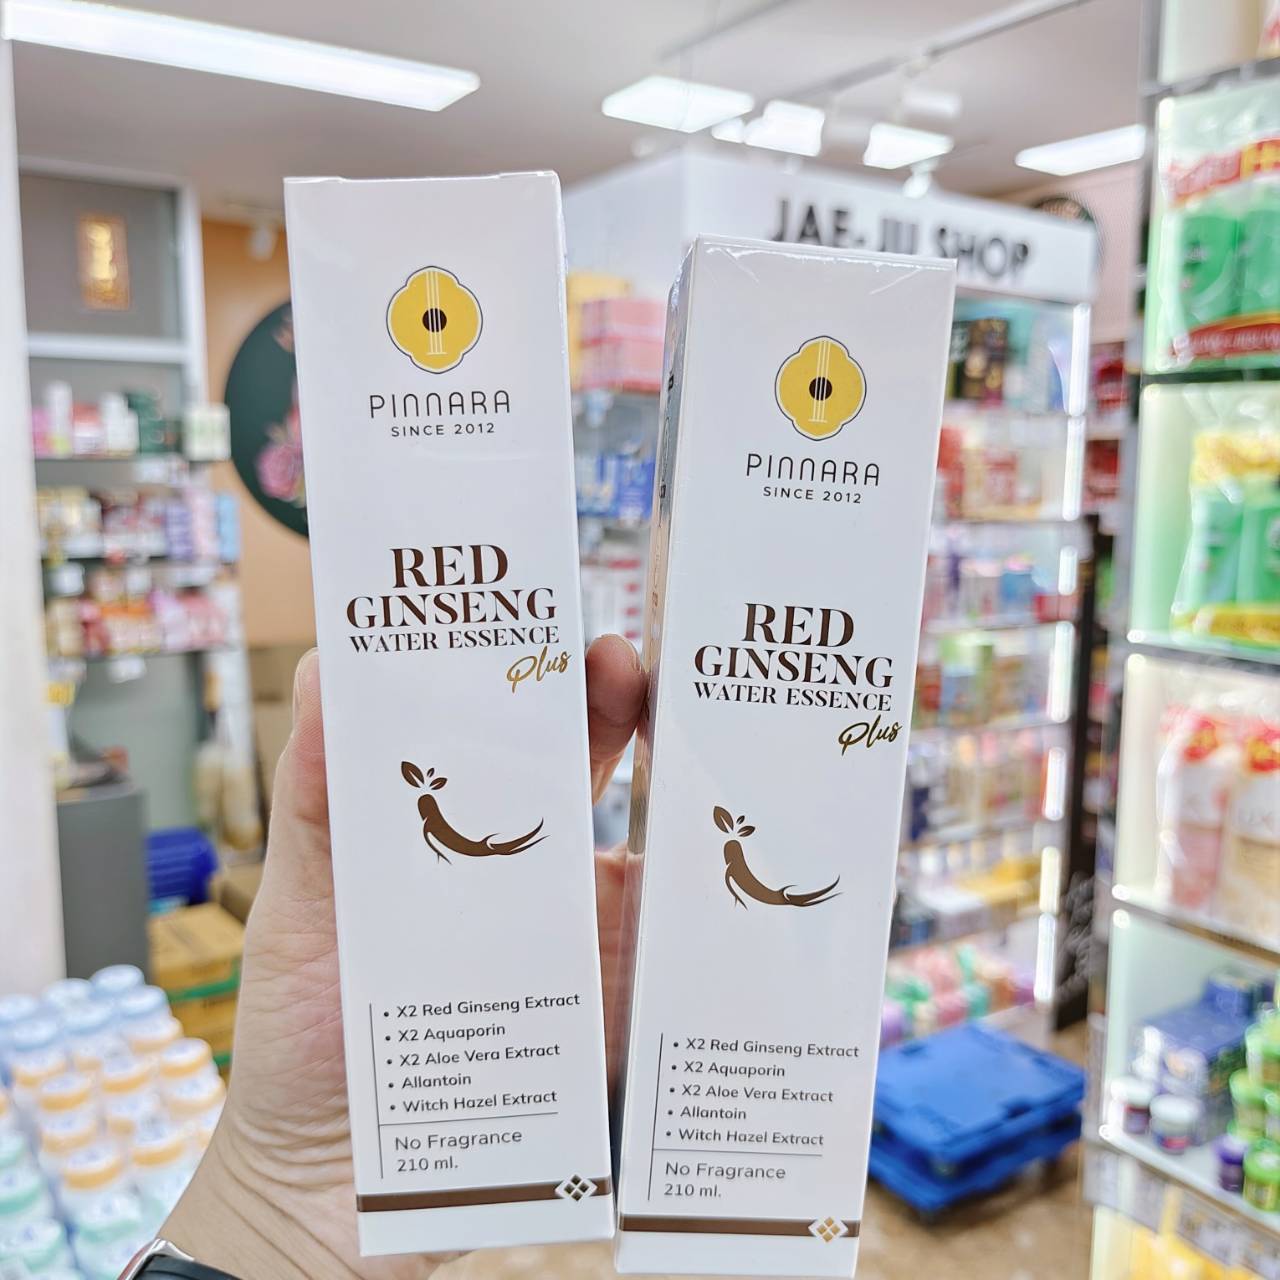 JAE-JU SHOP
PINNARA
SINCE 2012
RED
GINSENG
WATER ESSENCE
Plus
• X2 Red Ginseng Extract
• X2 Aquaporin
• X2 Aloe Vera Extract
• Allantoin
• Witch Hazel Extract
No Fragrance
210 ml.
PINNARA
SINCE 2012
RED
GINSENG
WATER ESSENCE
Plus
• X2 Red Ginseng Extract
• X2 Aquaporin
• X2 Aloe Vera Extract
• Allantoin
• Witch Hazel Extract
No Fragrance
210 ml.